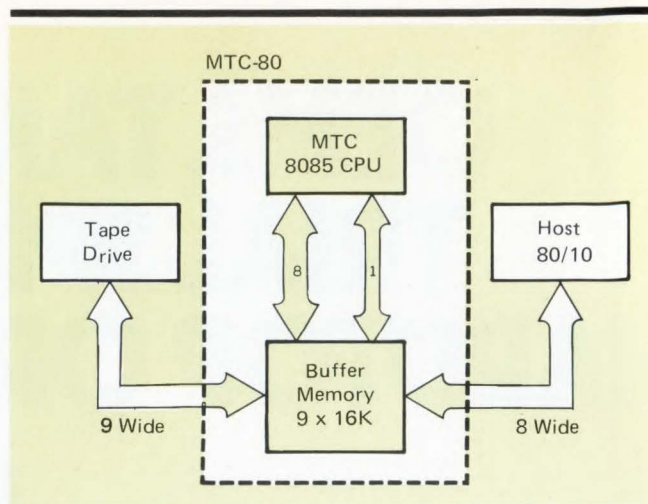 MTC-80
MTC
8085 CPU
Tape
Drive
Host
80/10
8
1
Buffer
Memory
9 x 16K
9 Wide
8 Wide